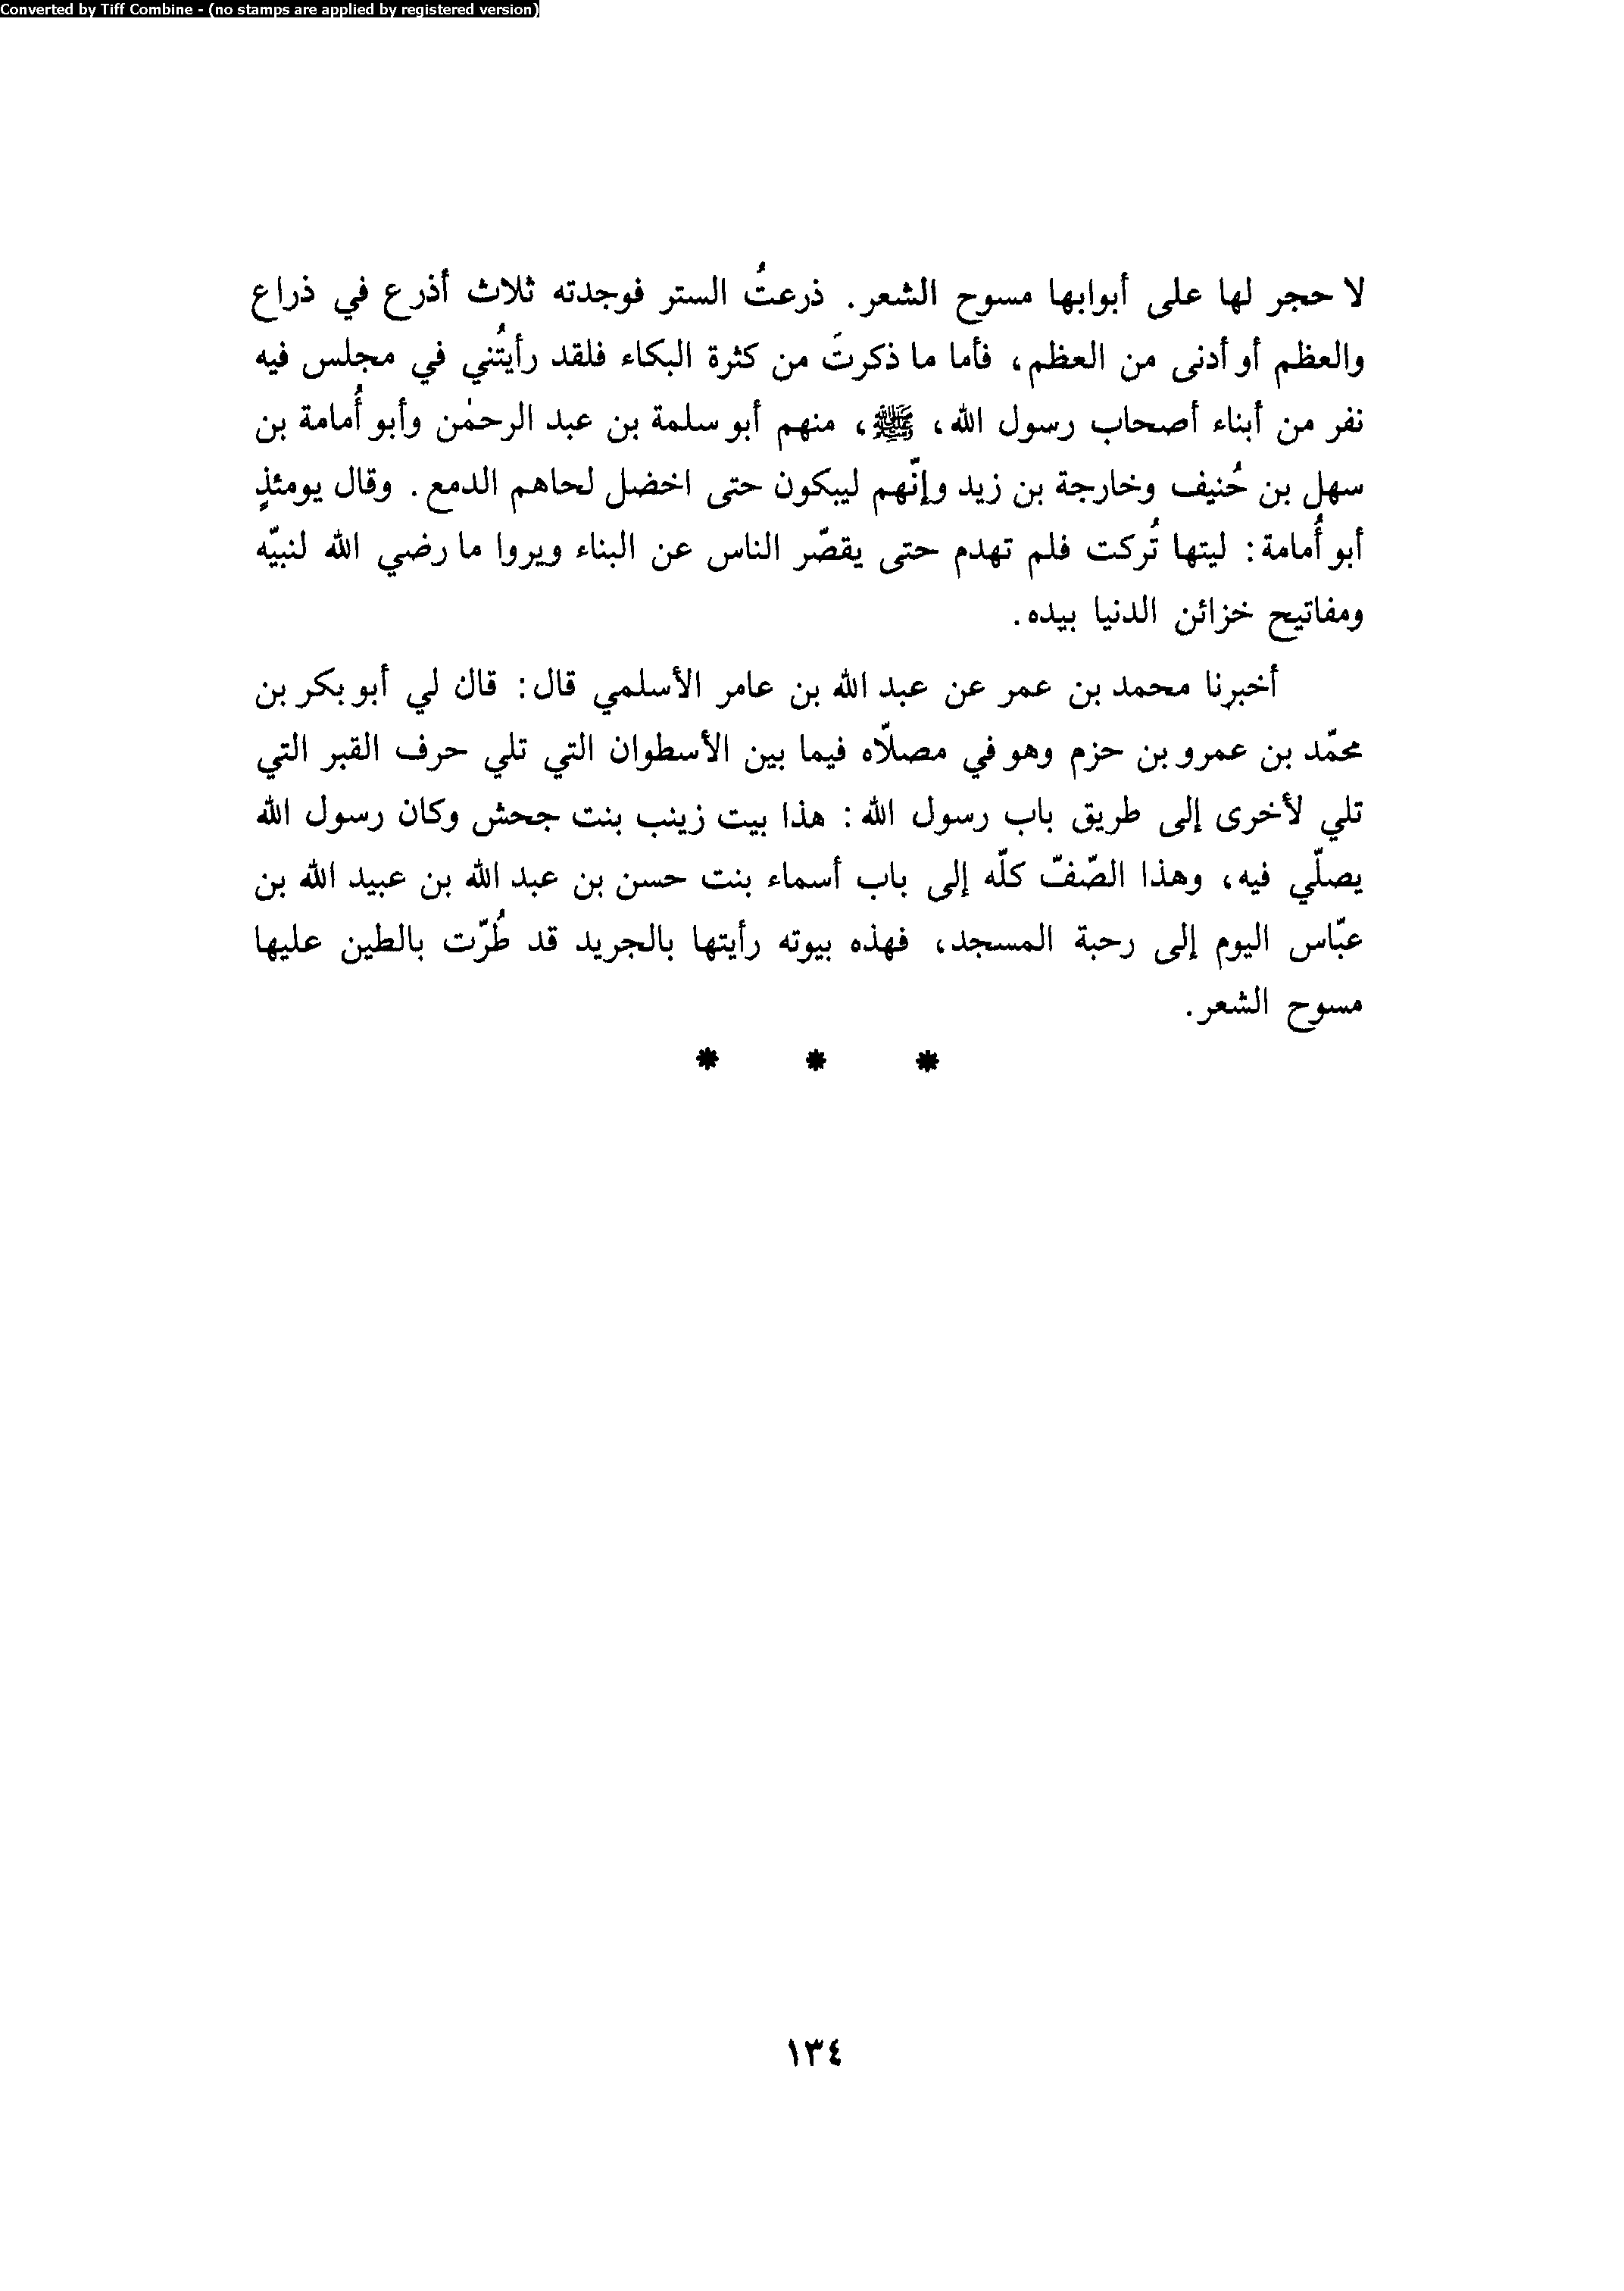 Converted by Tiff Combine - (no stamps are applied by registered version)
لا حجر لها على أبوابها مسوح الشعر. ذرعتُ الستر فوجدته ثلاث أذرع في ذراع
والعظم أو أدنى من العظم، فأما ما ذكرتَ من كثرة البكاء فلقد رأيتُني في مجلس فيه
نفر من أبناء أصحاب رسول الله، ﷺ، منهم أبو سلمة بن عبد الرحمٰن وأبو أُمامة بن
سهل بن حُنيف وخارجة بن زيد وإنّهم ليبكون حتى اخضل لحاهم الدمع. وقال يومئذٍ
أبو أُمامة: ليتها تُركت فلم تهدم حتى يقصّر الناس عن البناء ويروا ما رضي الله لنبيّه
ومفاتيح خزائن الدنيا بيده.
أخبرنا محمد بن عمر عن عبد الله بن عامر الأسلمي قال: قال لي أبو بكر بن
محمّد بن عمرو بن حزم وهو في مصلاّه فيما بين الأسطوان التي تلي حرف القبر التي
تلي لأخرى إلى طريق باب رسول الله: هذا بيت زينب بنت جحش وكان رسول الله
يصلّي فيه، وهذا الصّفّ كلّه إلى باب أسماء بنت حسن بن عبد الله بن عبيد الله بن
عبّاس اليوم إلى رحبة المسجد، فهذه بيوته رأيتها بالجريد قد طُرّت بالطين عليها
مسوح الشعر.
* * *
١٣٤